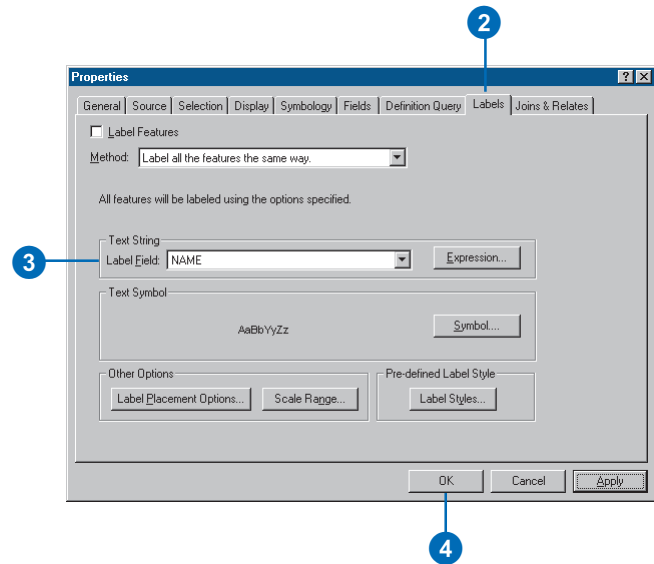 2
Properties
General Source Selection Display Symbology Fields Definition Query Labels Joins & Relates
Label Features
Method: Label all the features the same way.
All features will be labeled using the options specified.
Text String
3
Label Field: NAME Expression...
Text Symbol
AaBbYyZz Symbol....
Other Options Pre-defined Label Style
Label Placement Options... Scale Range... Label Styles...
OK Cancel Apply
4